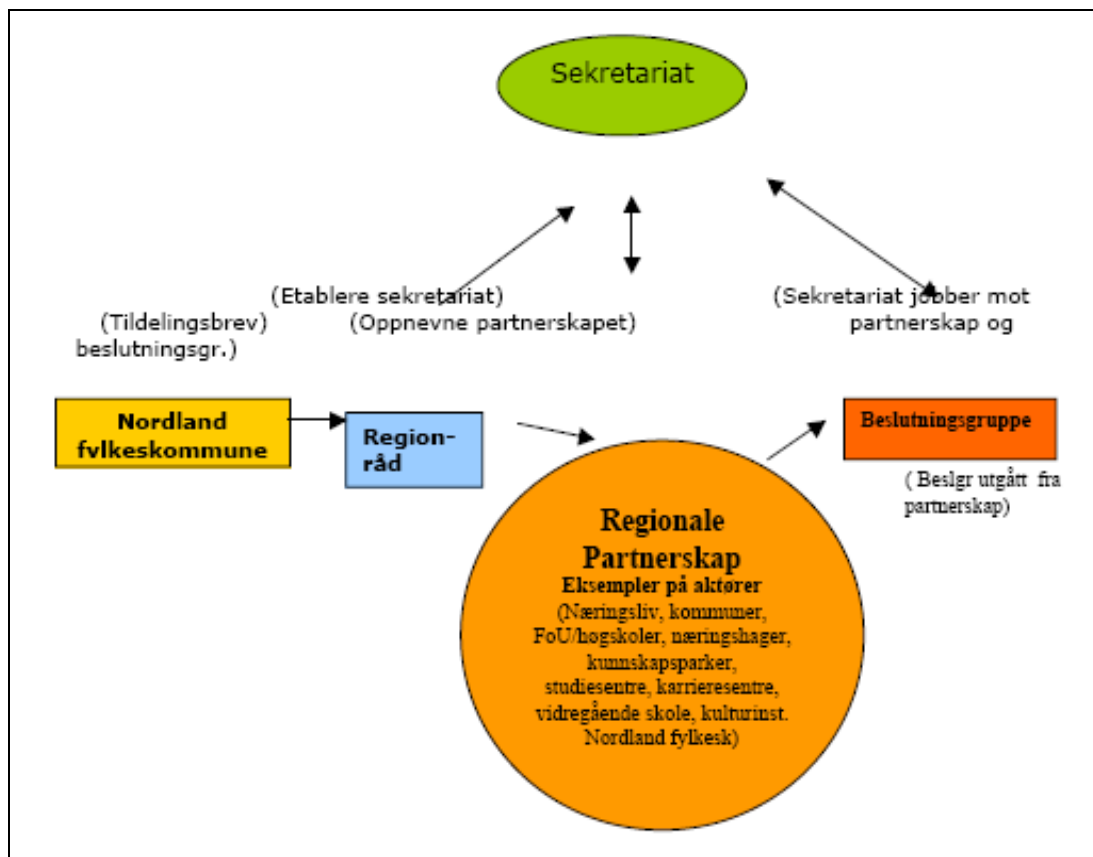 Sekretariat
(Etablere sekretariat)
(Sekretariat jobber mot
(Tildelingsbrev)
(Oppnevne partnerskapet)
partnerskap og
beslutningsgr.)
Nordland
fvlkeskommune
Region-
råd
Beslutningsgruppe
( Beslgr utgått fra
partnerskap)
Regionale
Partnerskap
Eksempler på aktører
(Næringsliv, kommuner,
FoU/høgskoler, næringshager,
kunnskapsparker,
studiesentre, karrieresentre,
vidregående skole, kulturinst.
Nordland fylkesk)